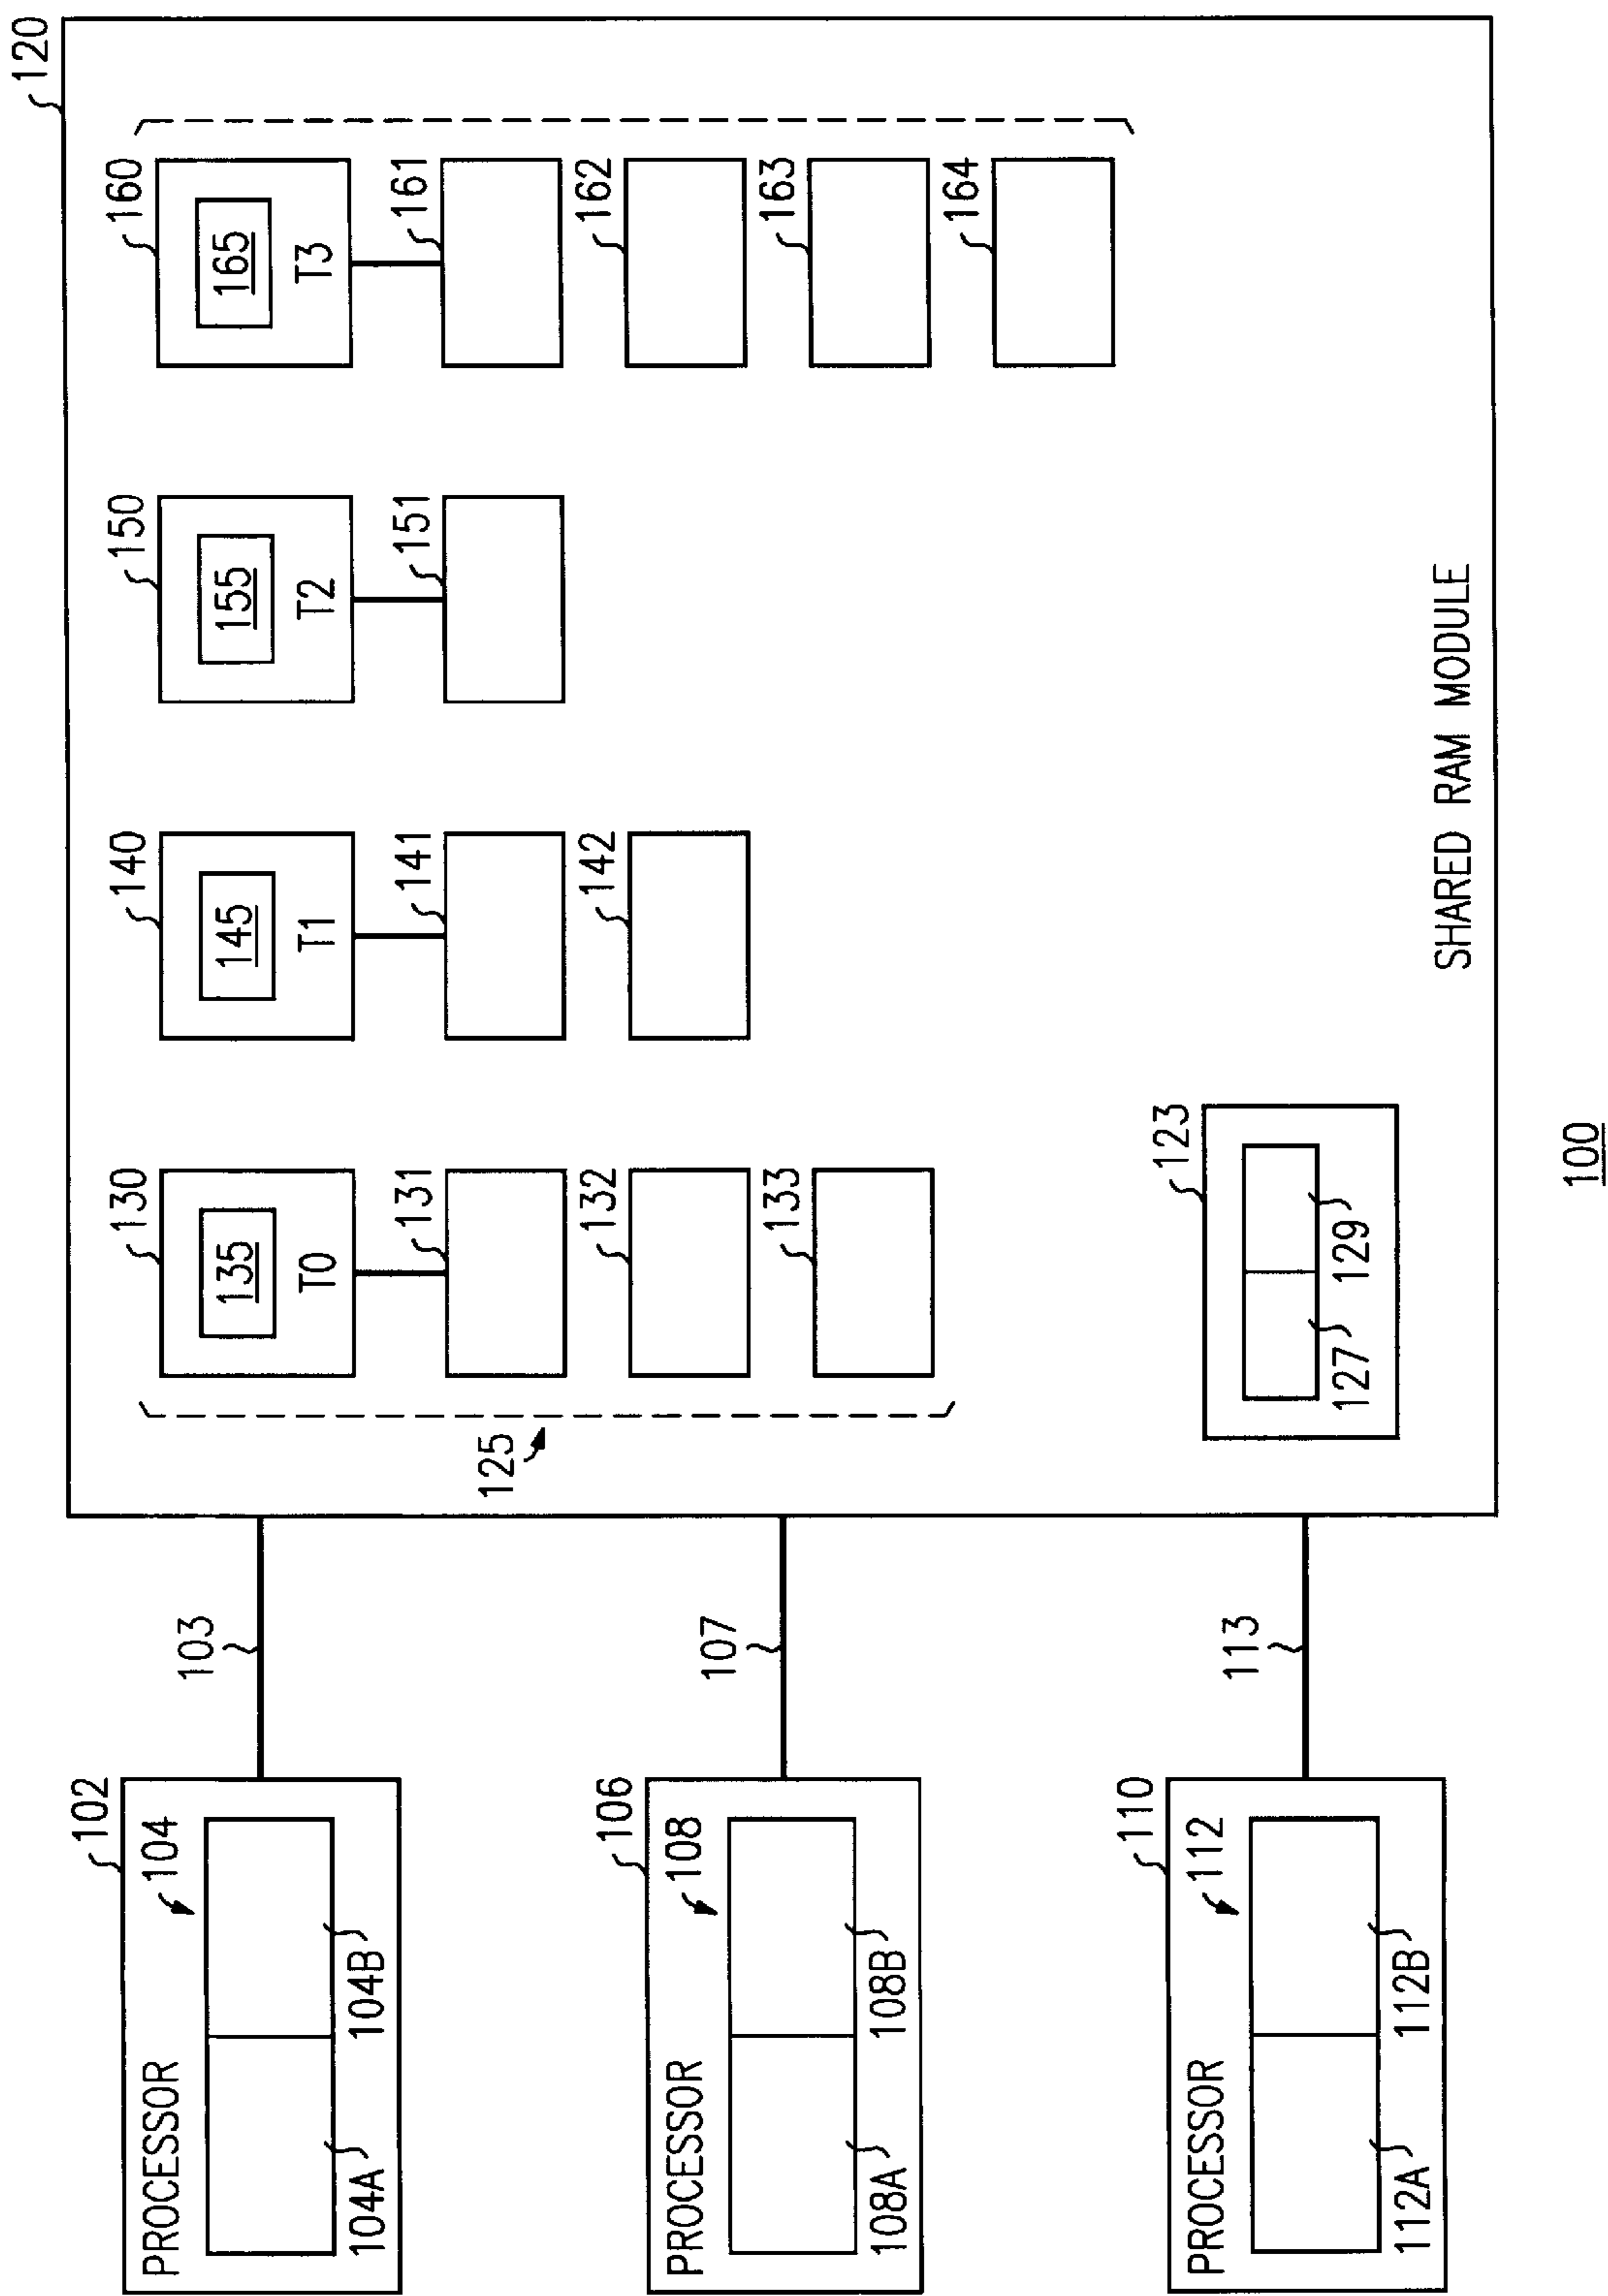 120
130
135
T0
131
132
133
140
145
T1
141
142
150
155
T2
151
160
165
T3
161
162
163
164
125
123
127
129
SHARED RAM MODULE
103
107
113
102
PROCESSOR
104
104A
104B
106
PROCESSOR
108
108A
108B
110
PROCESSOR
112
112A
112B
100